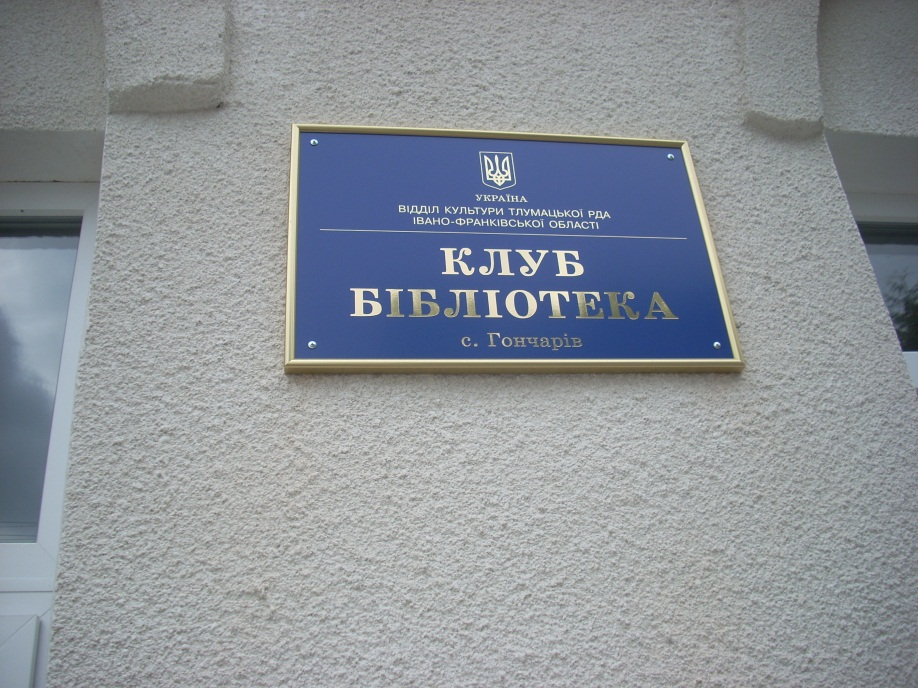 УКРАЇНА
ВІДДІЛ КУЛЬТУРИ ТЛУМАЦЬКОЇ РДА
ІВАНО-ФРАНКІВСЬКОЇ ОБЛАСТІ
КЛУБ
БІБЛІОТЕКА
с. Гончарів